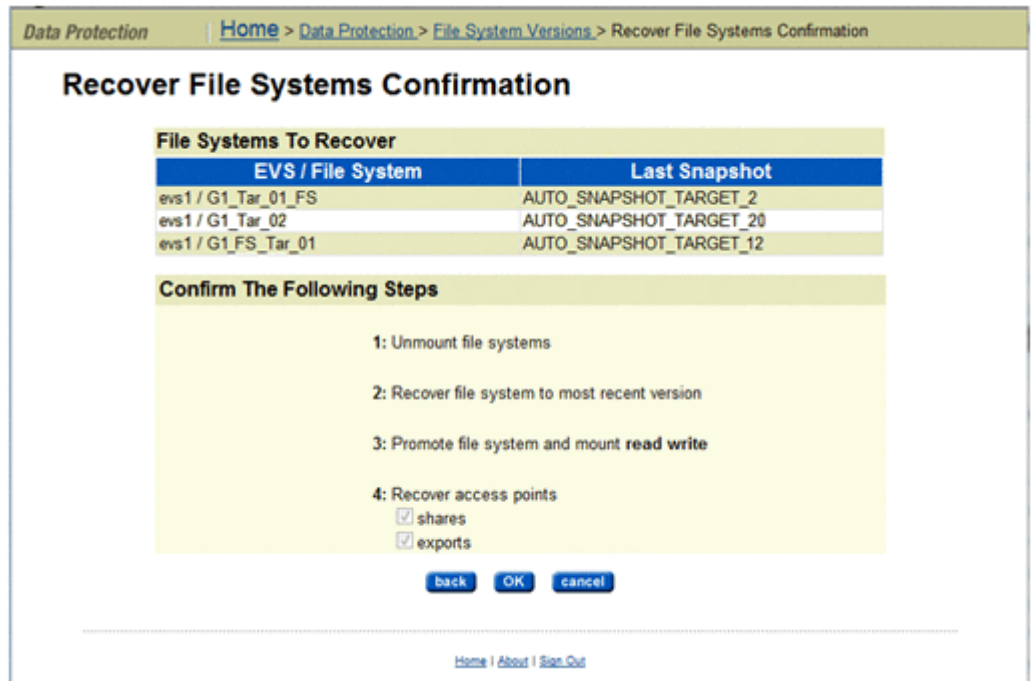 Data Protection | Home > Data Protection > File System Versions > Recover File Systems Confirmation
Recover File Systems Confirmation
File Systems To Recover
EVS / File System Last Snapshot
evs1 / G1_Tar_01_FS AUTO_SNAPSHOT_TARGET_2
evs1 / G1_Tar_02 AUTO_SNAPSHOT_TARGET_20
evs1 / G1_FS_Tar_01 AUTO_SNAPSHOT_TARGET_12
Confirm The Following Steps
1: Unmount file systems
2: Recover file system to most recent version
3: Promote file system and mount read write
4: Recover access points
shares
exports
back OK cancel
Home | About | Sign Out